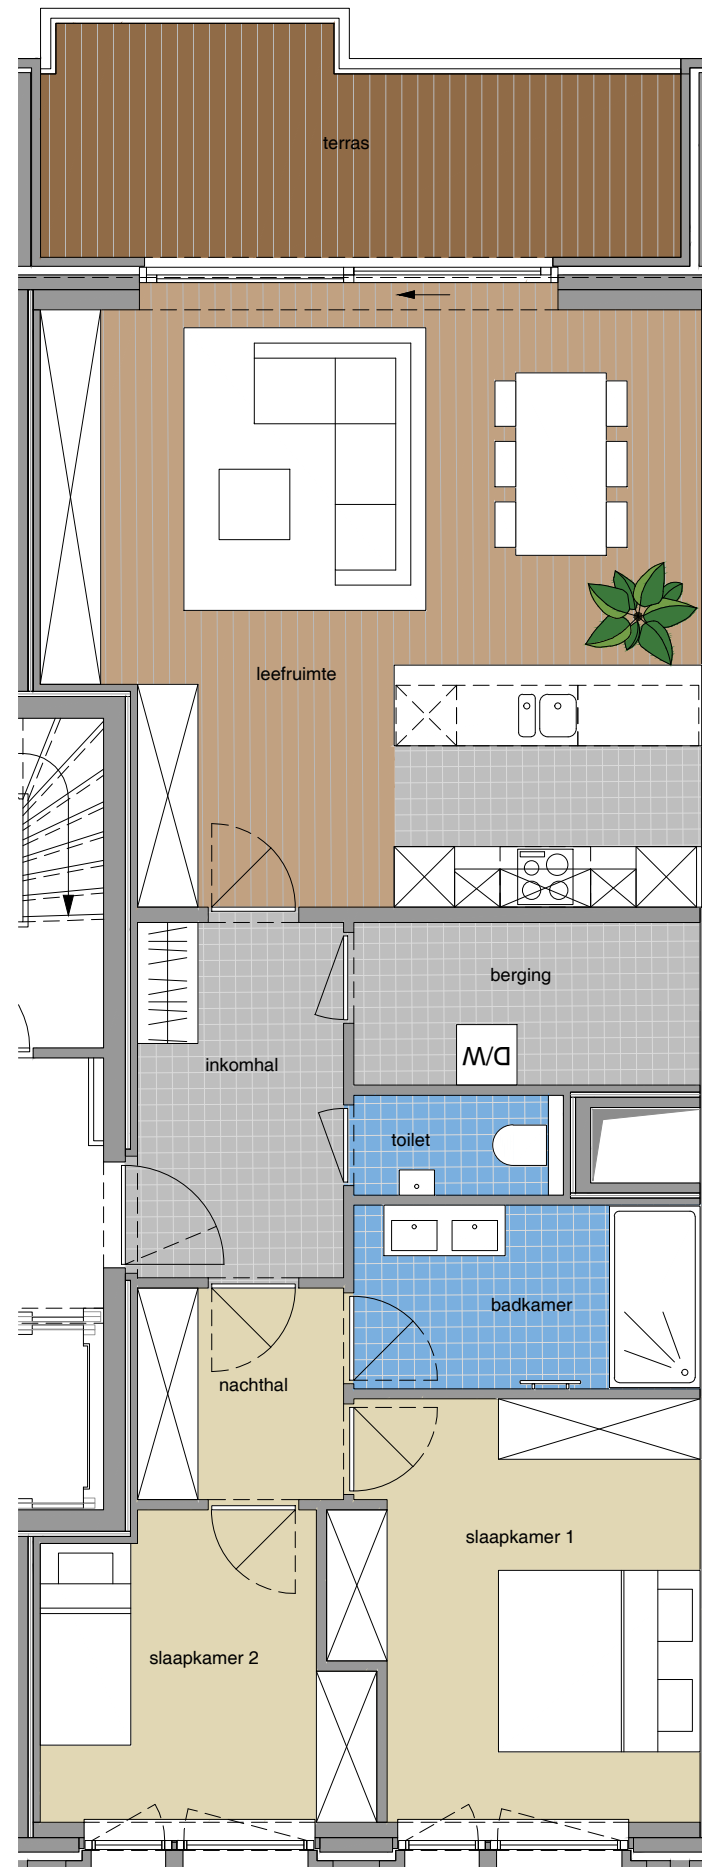 terras
leefruimte
berging
D/W
inkomhal
toilet
badkamer
nachthal
slaapkamer 1
slaapkamer 2